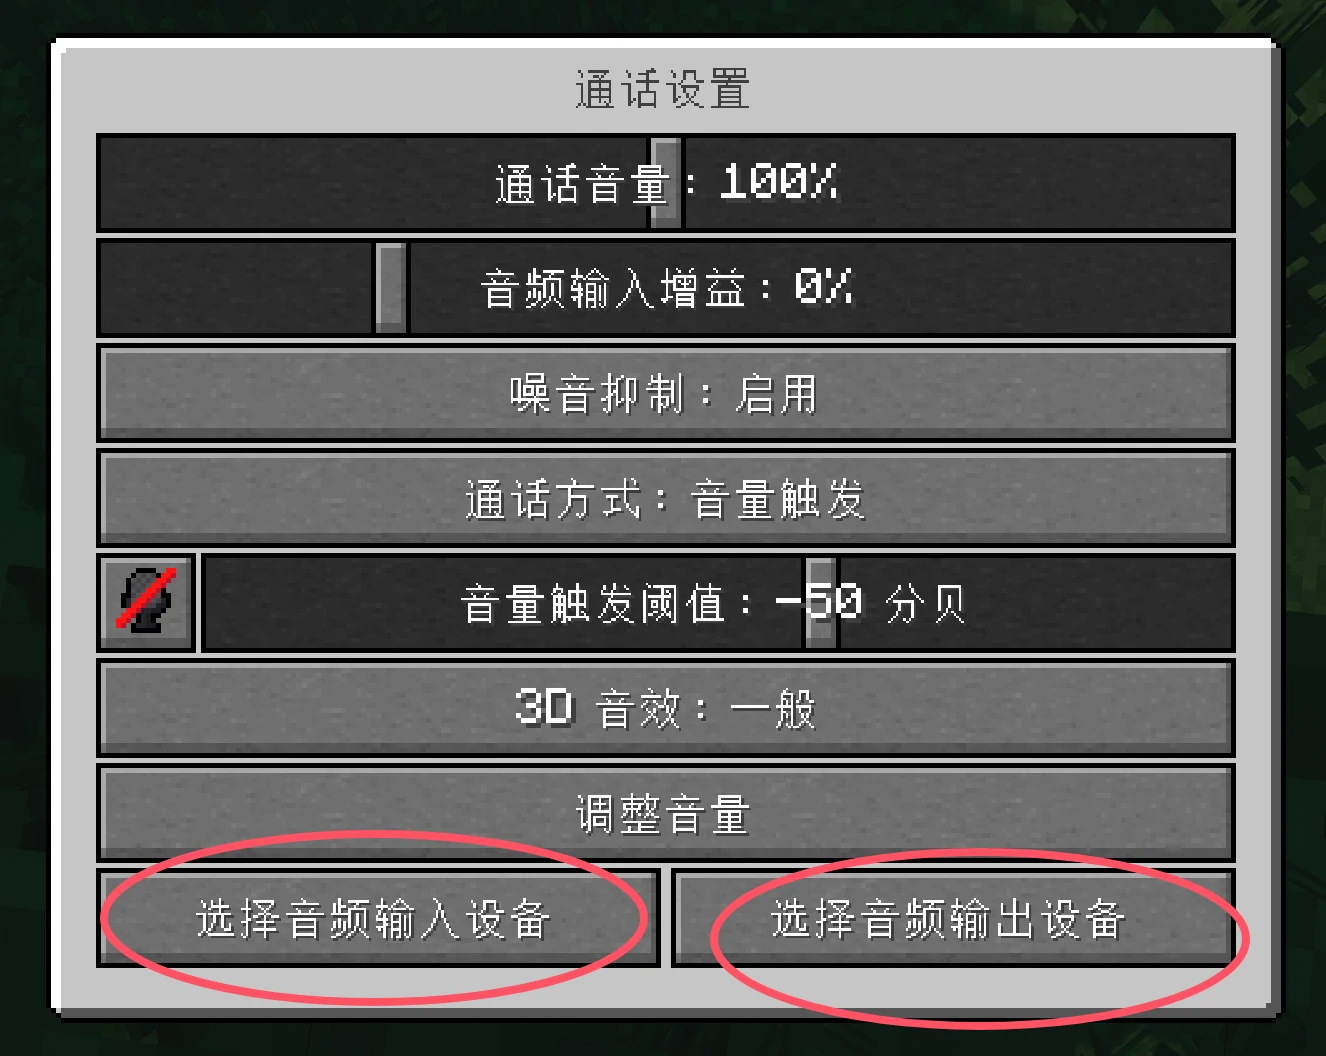 通话设置
通话音量：100%
音频输入增益：0%
噪音抑制：启用
通话方式：音量触发
音量触发阈值：-50 分贝
3D 音效：一般
调整音量
选择音频输入设备
选择音频输出设备